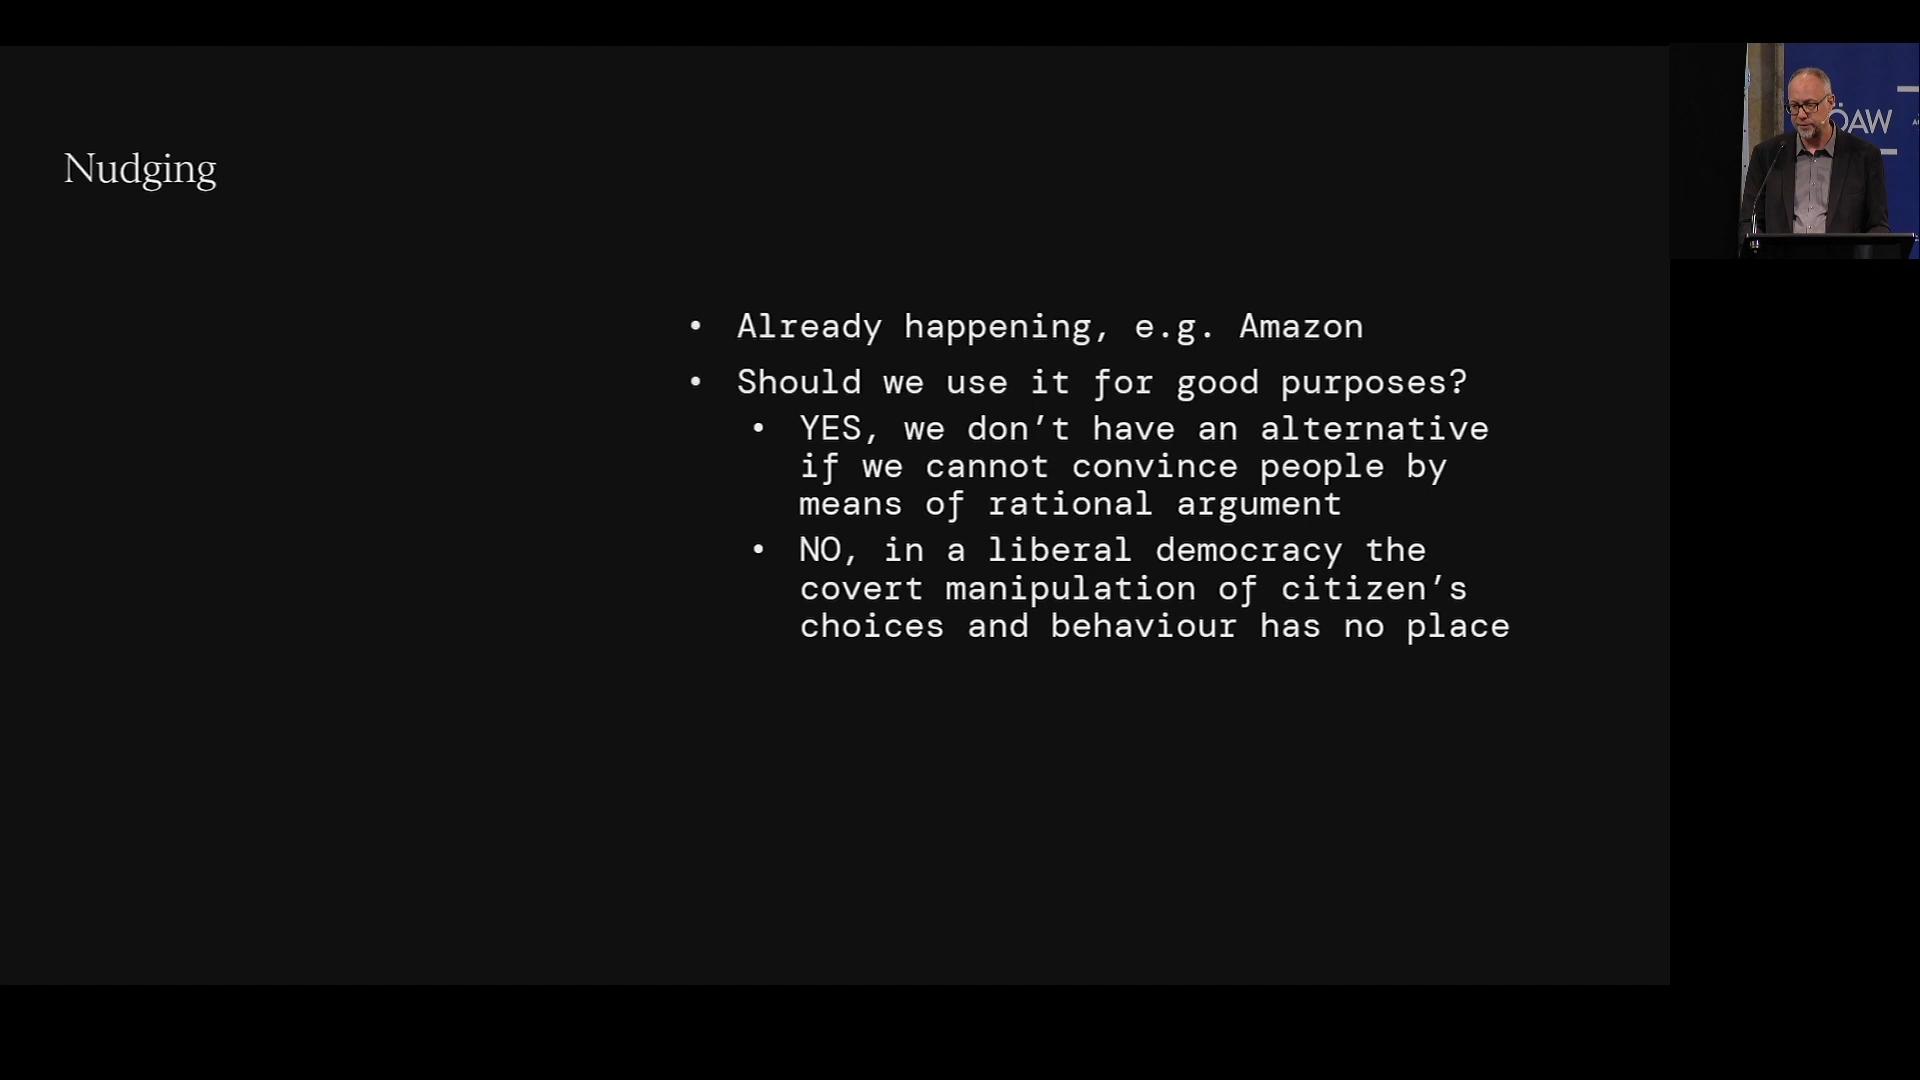 Nudging
• Already happening, e.g. Amazon
• Should we use it for good purposes?
• YES, we don’t have an alternative
if we cannot convince people by
means of rational argument
• NO, in a liberal democracy the
covert manipulation of citizen’s
choices and behaviour has no place
ÖAW